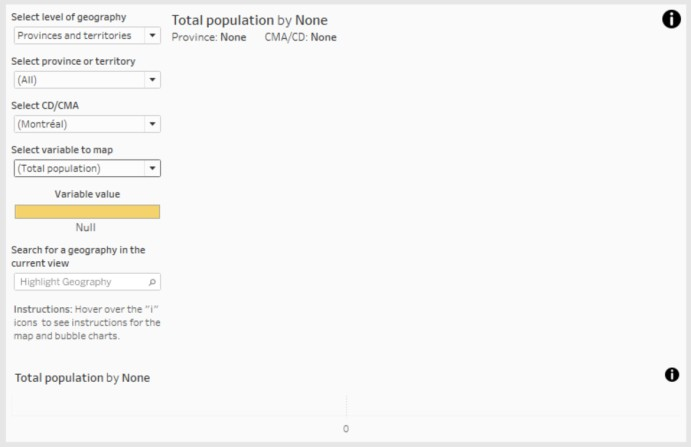 Select level of geography
Provinces and territories
Select province or territory
(All)
Select CD/CMA
(Montréal)
Select variable to map
(Total population)
Variable value
Null
Search for a geography in the
current view
Highlight Geography
Instructions: Hover over the "i"
icons to see instructions for the
map and bubble charts.
Total population by None
Province: None CMA/CD: None
i
Total population by None
i
0